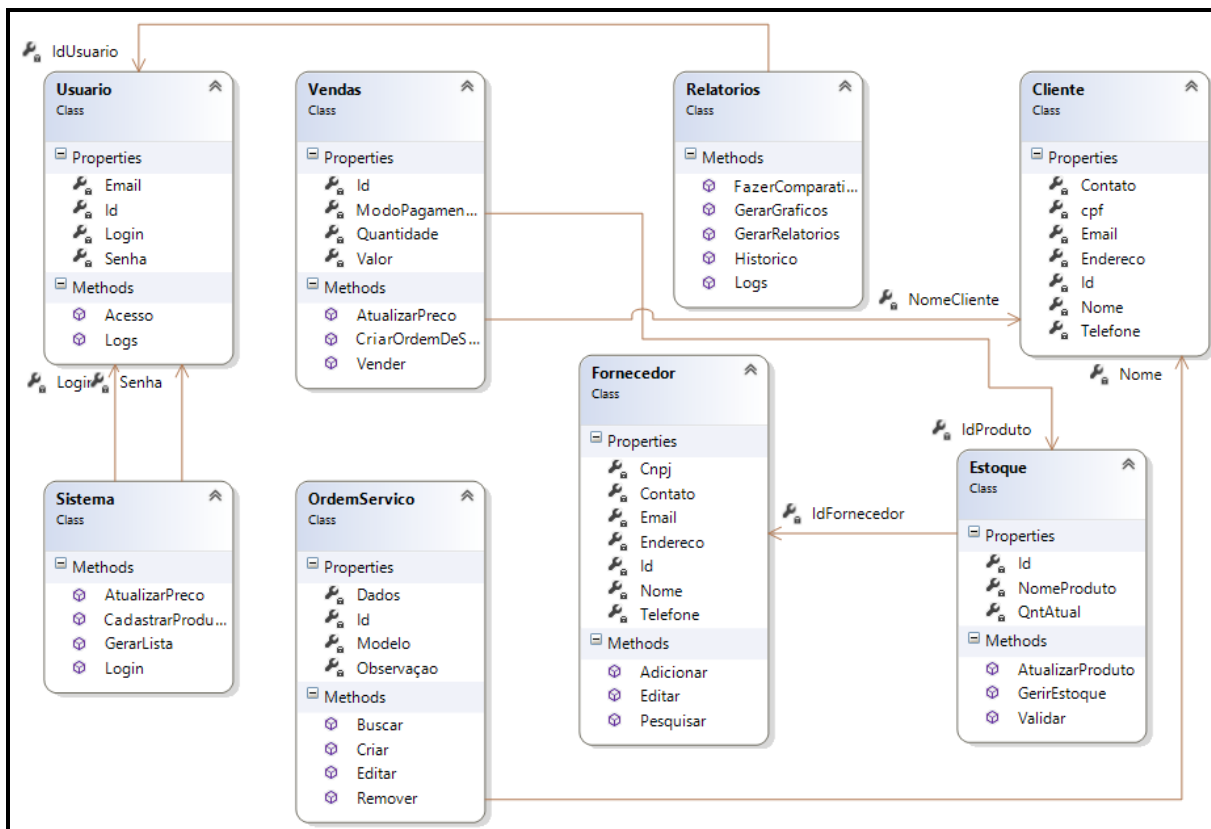 IdUsuario
Usuario
Class
Properties
Email
Id
Login
Senha
Methods
Acesso
Logs
Vendas
Class
Properties
Id
ModoPagamen...
Quantidade
Valor
Methods
AtualizarPreco
CriarOrdemDeS...
Vender
Relatorios
Class
Methods
FazerComparati...
GerarGraficos
GerarRelatorios
Historico
Logs
Cliente
Class
Properties
Contato
cpf
Email
Endereco
Id
Nome
Telefone
NomeCliente
Nome
Login
Senha
IdProduto
Sistema
Class
Methods
AtualizarPreco
CadastrarProdu...
GerarLista
Login
OrdemServico
Class
Properties
Dados
Id
Modelo
Observaçao
Methods
Buscar
Criar
Editar
Remover
Fornecedor
Class
Properties
Cnpj
Contato
Email
Endereco
Id
Nome
Telefone
Methods
Adicionar
Editar
Pesquisar
IdFornecedor
Estoque
Class
Properties
Id
NomeProduto
QntAtual
Methods
AtualizarProduto
GerirEstoque
Validar